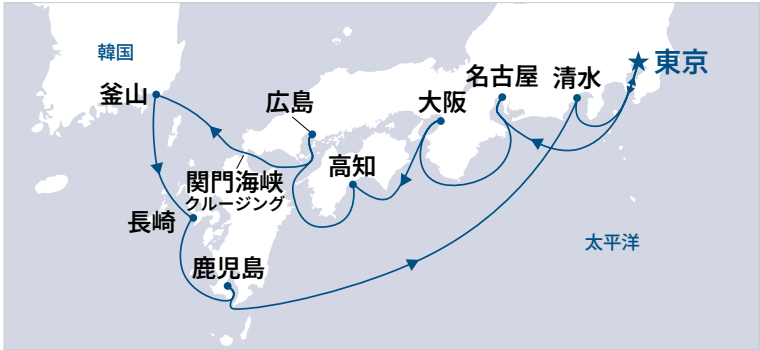 韓国
釜山
広島
大阪
名古屋
清水
東京
高知
関門海峡
クルージング
長崎
鹿児島
太平洋